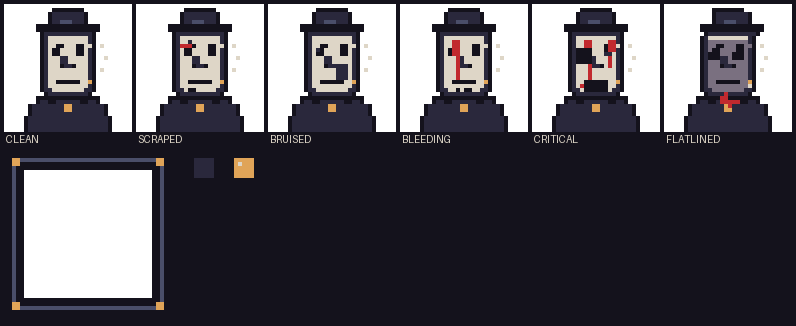 CLEAN
SCRAPED
BRUISED
BLEEDING
CRITICAL
FLATLINED